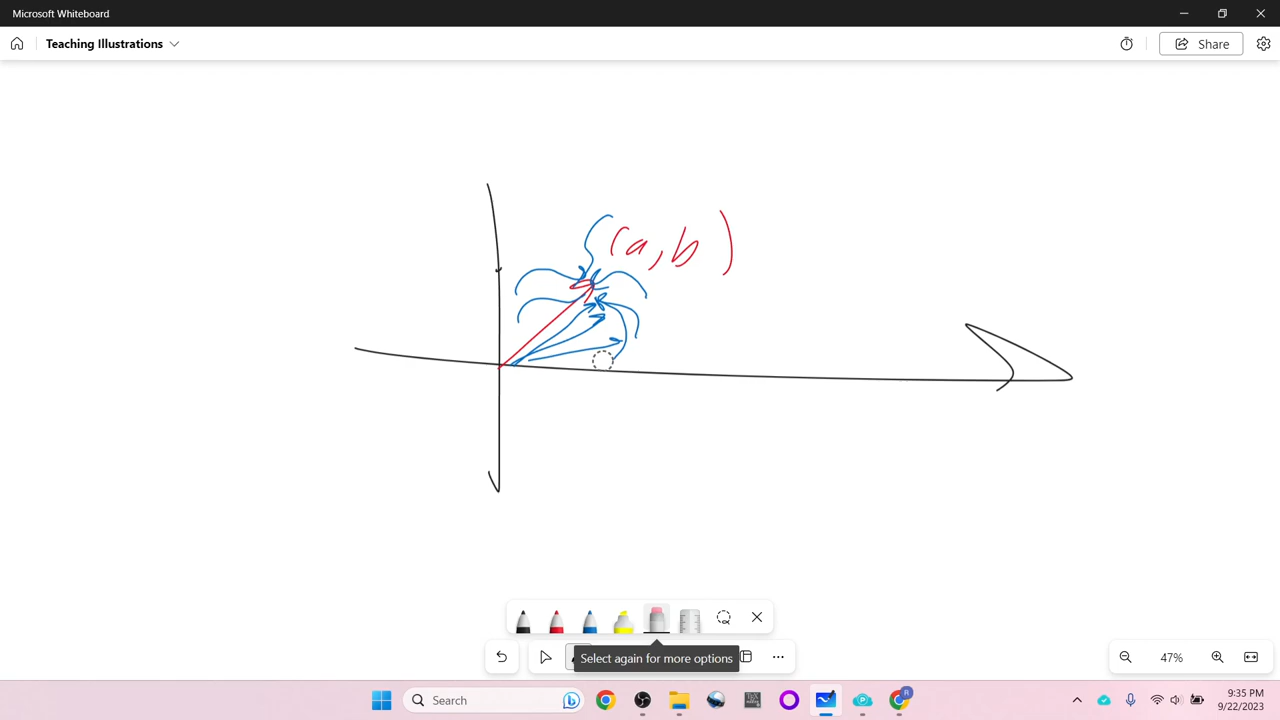 Microsoft Whiteboard
Teaching Illustrations
Share
(a, b)
Select again for more options
47%
Search
9:35 PM
9/22/2023